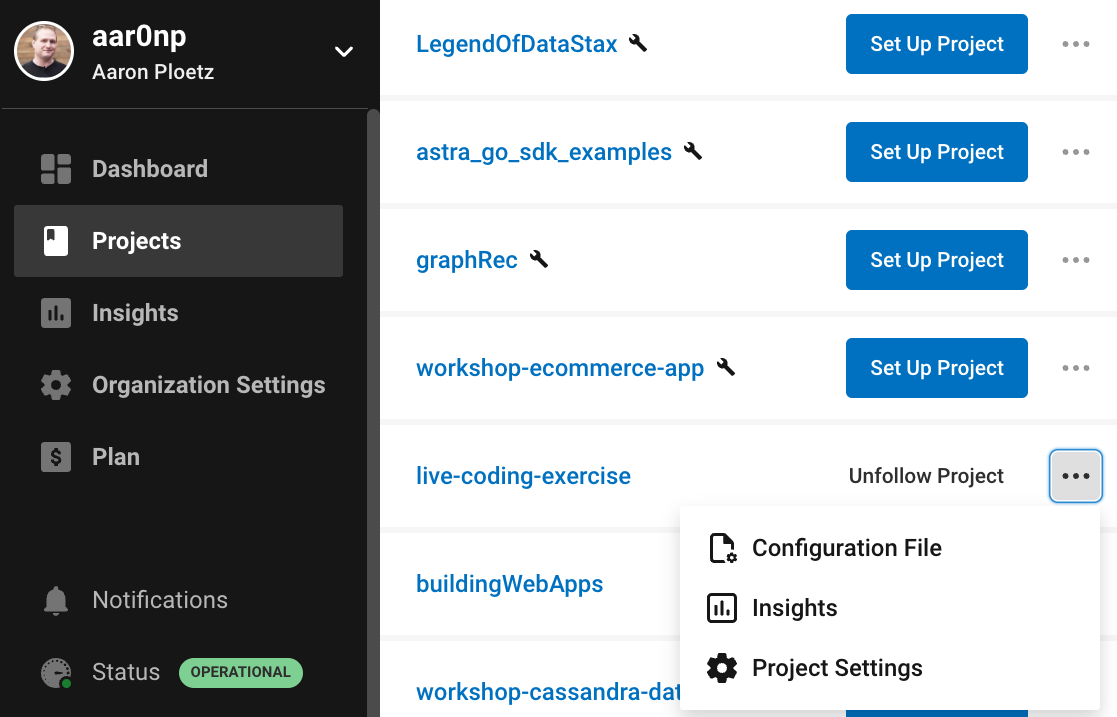 aar0np
Aaron Ploetz
Dashboard
Projects
Insights
Organization Settings
Plan
Notifications
Status OPERATIONAL
LegendOfDataStax Set Up Project
astra_go_sdk_examples Set Up Project
graphRec Set Up Project
workshop-ecommerce-app Set Up Project
live-coding-exercise Unfollow Project
Configuration File
buildingWebApps
Insights
Project Settings
workshop-cassandra-dat